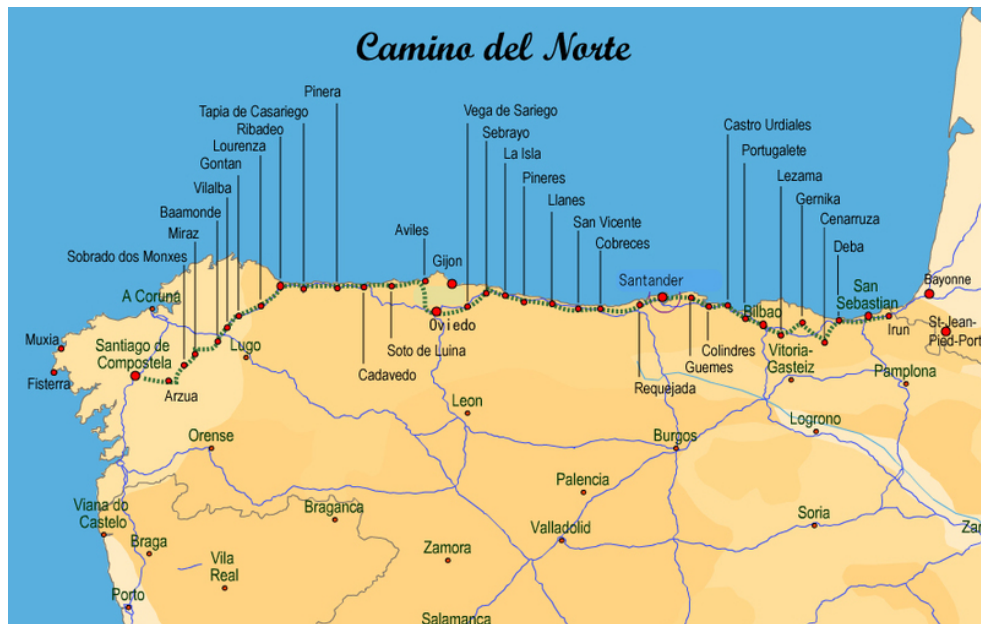 Camino del Norte
Pinera
Tapia de Casariego
Ribadeo
Lourenza
Gontan
Vilalba
Baamonde
Miraz
Sobrado dos Monxes
Vega de Sariego
Sebrayo
La Isla
Pineres
Llanes
San Vicente
Cobreces
Castro Urdiales
Portugalete
Lezama
Gernika
Cenarruza
Deba
Aviles
Gijon
Santander
San
Sebastian
Bayonne
A Coruna
Oviedo
Bilbao
Irun
St-Jean-
Pied-Port
Muxia
Santiago de
Compostela
Lugo
Soto de Luina
Vitoria-
Gasteiz
Colindres
Guemes
Fisterra
Arzua
Cadavedo
Requejada
Pamplona
Leon
Logrono
Orense
Burgos
Palencia
Viana do
Castelo
Braganca
Soria
Valladolid
Braga
Zamora
Vila
Real
Porto
Salamanca